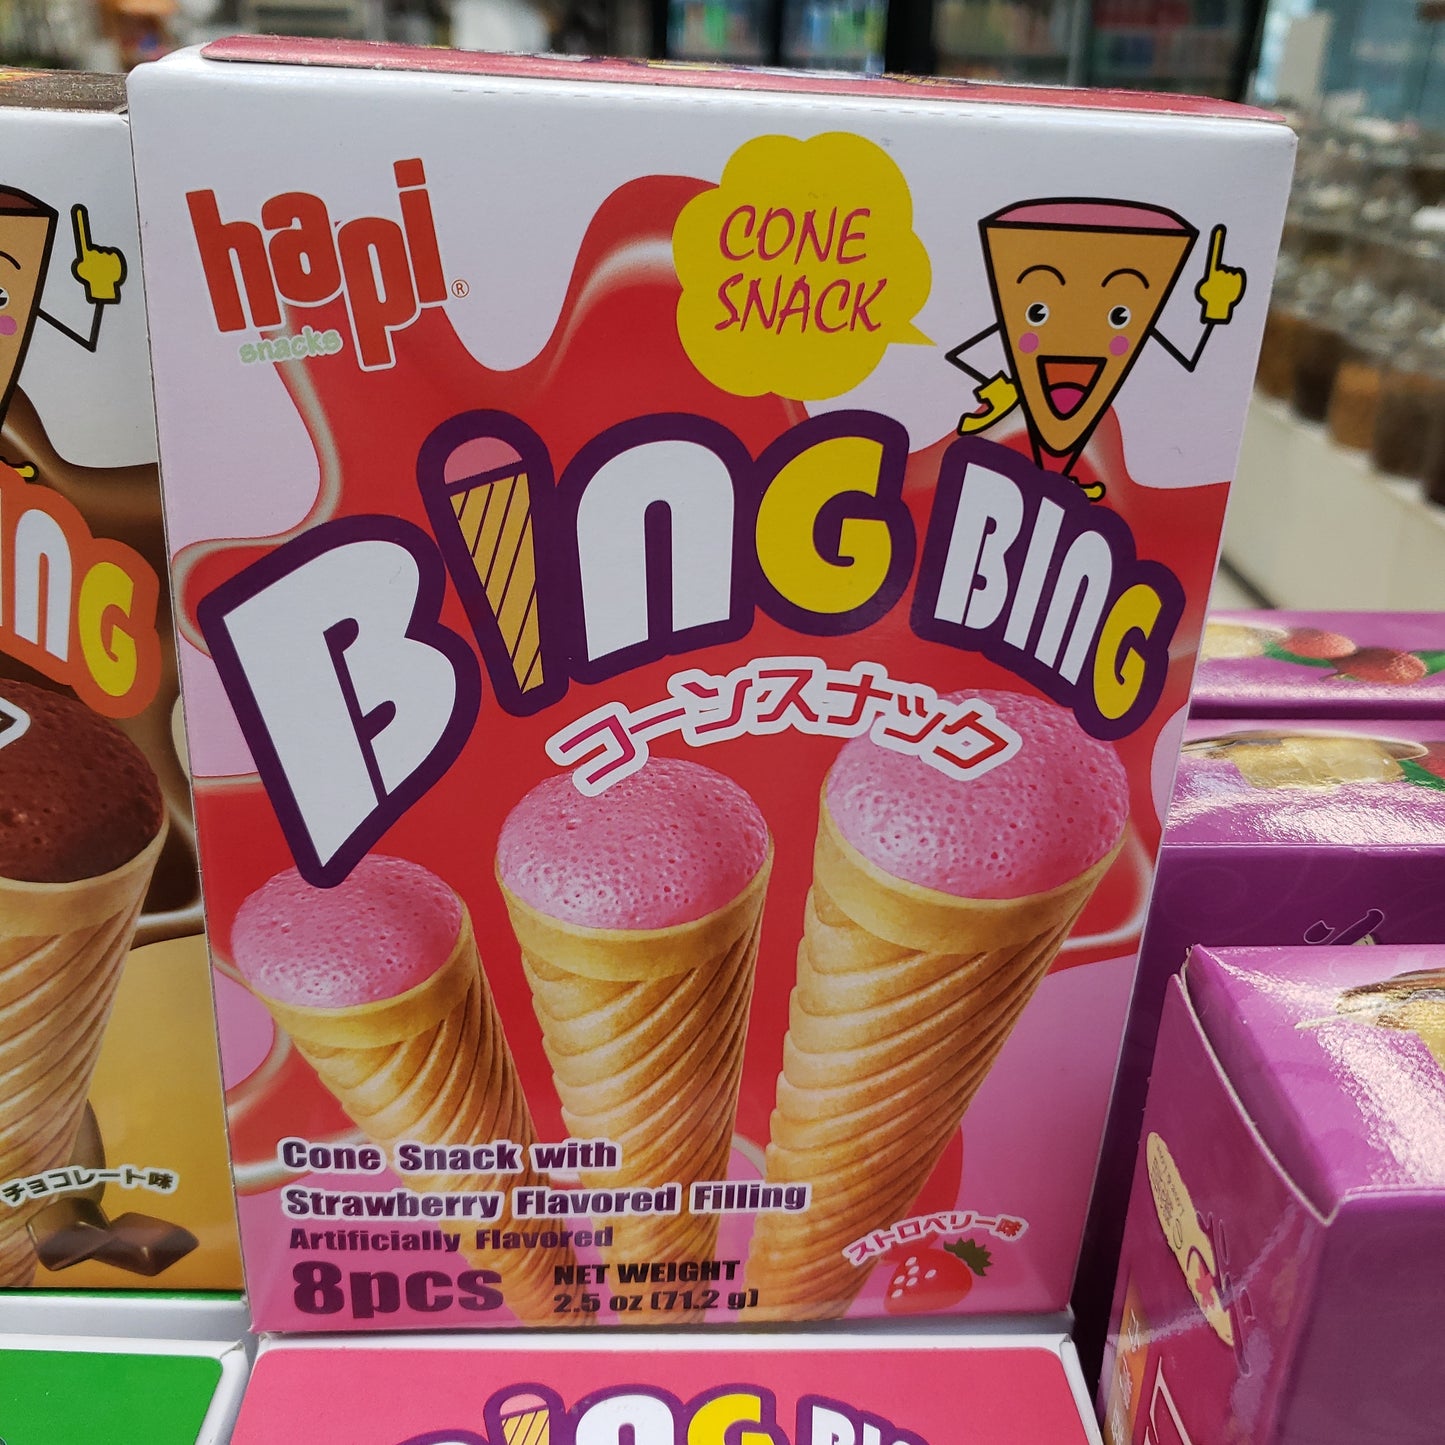 hapi®
snacks
CONE
SNACK
BING BING
コーンスナック
Cone Snack with
Strawberry Flavored Filling
Artificially Flavored
8pcs
NET WEIGHT
2.5 oz (71.2 g)
ストロベリー味
チョコレート味